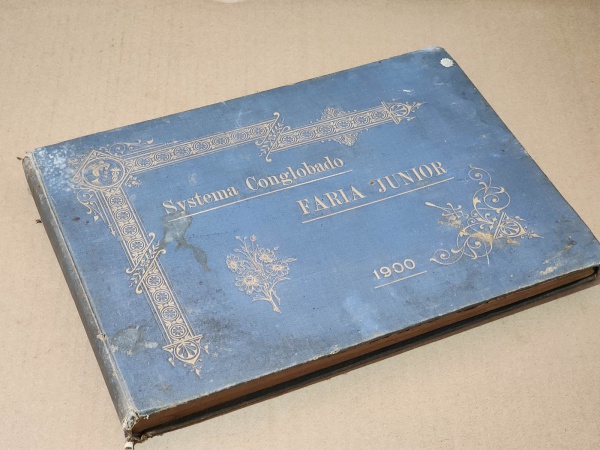 Systema Conglobado
FARIA JUNIOR
1900